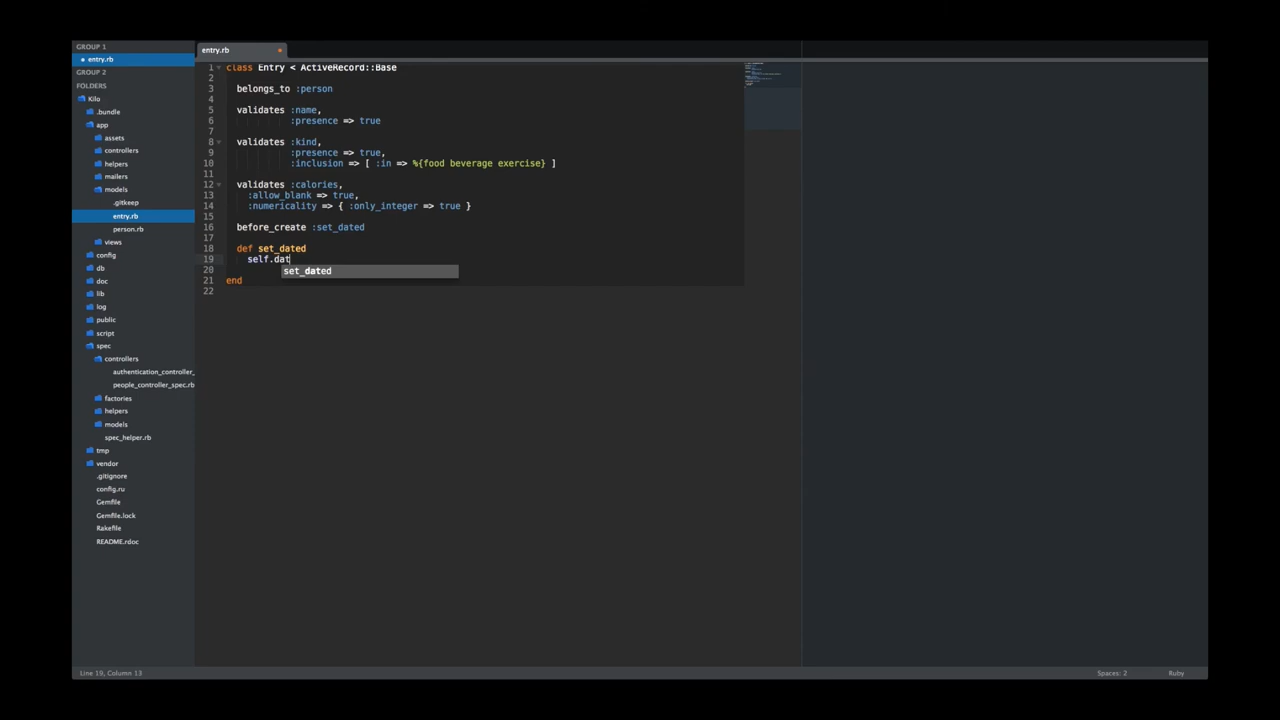 GROUP 1
entry.rb
GROUP 2
FOLDERS
Kilo
.bundle
app
assets
controllers
helpers
mailers
models
.gitkeep
entry.rb
person.rb
views
config
db
doc
lib
log
public
script
spec
controllers
authentication_controller_
people_controller_spec.rb
factories
helpers
models
spec_helper.rb
tmp
vendor
.gitignore
config.ru
Gemfile
Gemfile.lock
Rakefile
README.rdoc
entry.rb
1 class Entry < ActiveRecord::Base
2
3 belongs_to :person
4
5 validates :name,
6 :presence => true
7
8 validates :kind,
9 :presence => true,
10 :inclusion => [ :in => %{food beverage exercise} ]
11
12 validates :calories,
13 :allow_blank => true,
14 :numericality => { :only_integer => true }
15
16 before_create :set_dated
17
18 def set_dated
19 self.dat
20 set_dated
21 end
22
Line 19, Column 13
Spaces: 2
Ruby